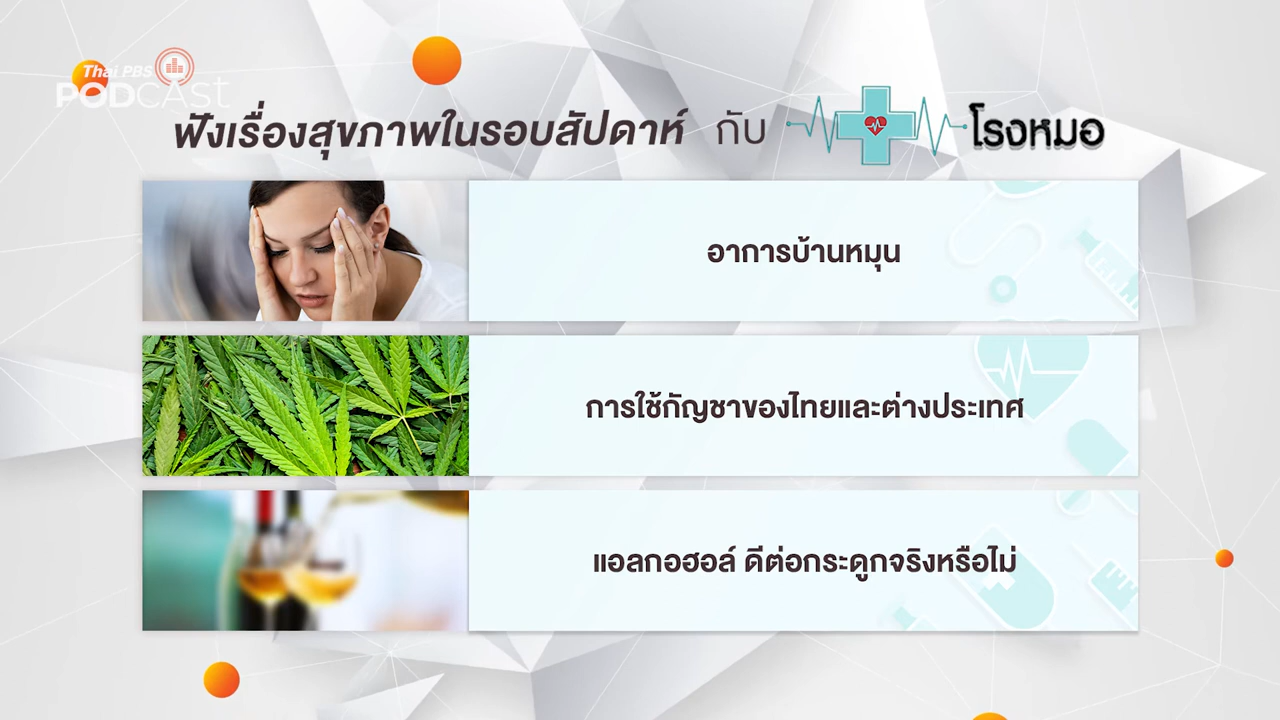 Thai PBS
PODCAST
ฟังเรื่องสุขภาพในรอบสัปดาห์ กับ โรงหมอ
อาการบ้านหมุน
การใช้กัญชาของไทยและต่างประเทศ
แอลกอฮอล์ ดีต่อกระดูกจริงหรือไม่